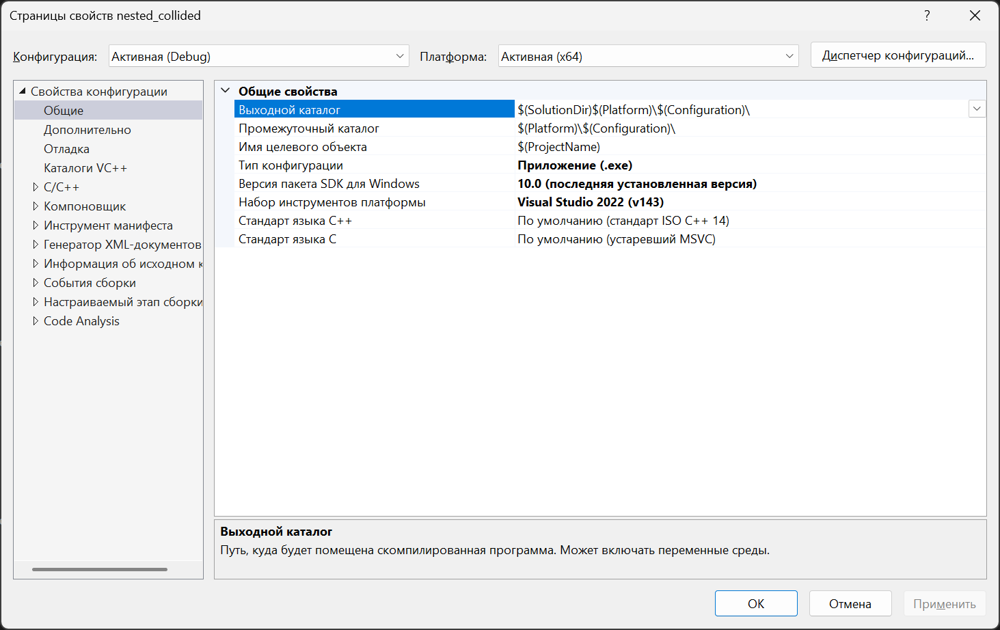 Страницы свойств nested_collided
?
Конфигурация: Активная (Debug) Платформа: Активная (x64) Диспетчер конфигураций...
Свойства конфигурации
Общие
Дополнительно
Отладка
Каталоги VC++
C/C++
Компоновщик
Инструмент манифеста
Генератор XML-документов
Информация об исходном к
События сборки
Настраиваемый этап сборки
Code Analysis
Общие свойства
Выходной каталог $(SolutionDir)$(Platform)\$(Configuration)\
Промежуточный каталог $(Platform)\$(Configuration)\
Имя целевого объекта $(ProjectName)
Тип конфигурации Приложение (.exe)
Версия пакета SDK для Windows 10.0 (последняя установленная версия)
Набор инструментов платформы Visual Studio 2022 (v143)
Стандарт языка C++ По умолчанию (стандарт ISO C++ 14)
Стандарт языка C По умолчанию (устаревший MSVC)
Выходной каталог
Путь, куда будет помещена скомпилированная программа. Может включать переменные среды.
ОК Отмена Применить